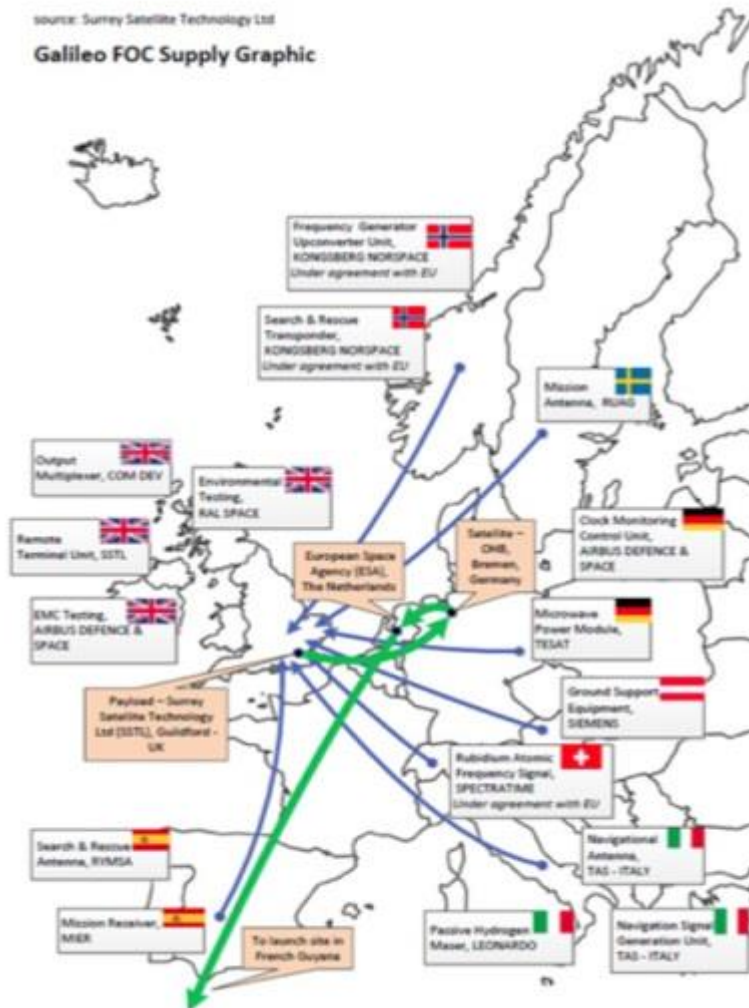 source: Surrey Satellite Technology Ltd
Galileo FOC Supply Graphic
Frequency Generator
Upconverter Unit,
KONGSBERG NORSPACE
Under agreement with EU
Search & Rescue
Transponder,
KONGSBERG NORSPACE
Under agreement with EU
Mission
Antenna, RUAG
Output
Multiplexer, COM DEV
Environmental
Testing,
RAL SPACE
Remote
Terminal Unit, SSTL
European Space
Agency (ESA),
The Netherlands
Satellite –
OHB,
Bremen,
Germany
Clock Monitoring
Control Unit,
AIRBUS DEFENCE &
SPACE
EMC Testing,
AIRBUS DEFENCE &
SPACE
Microwave
Power Module,
TESAT
Payload – Surrey
Satellite Technology
Ltd (SSTL), Guildford -
UK
Ground Support
Equipment,
SIEMENS
Rubidium Atomic
Frequency Signal,
SPECTRATIME
Under agreement with EU
Search & Rescue
Antenna, RYMSA
Navigational
Antenna,
TAS - ITALY
Mission Receiver,
MIER
To launch site in
French Guyana
Passive Hydrogen
Maser, LEONARDO
Navigation Signal
Generation Unit,
TAS - ITALY